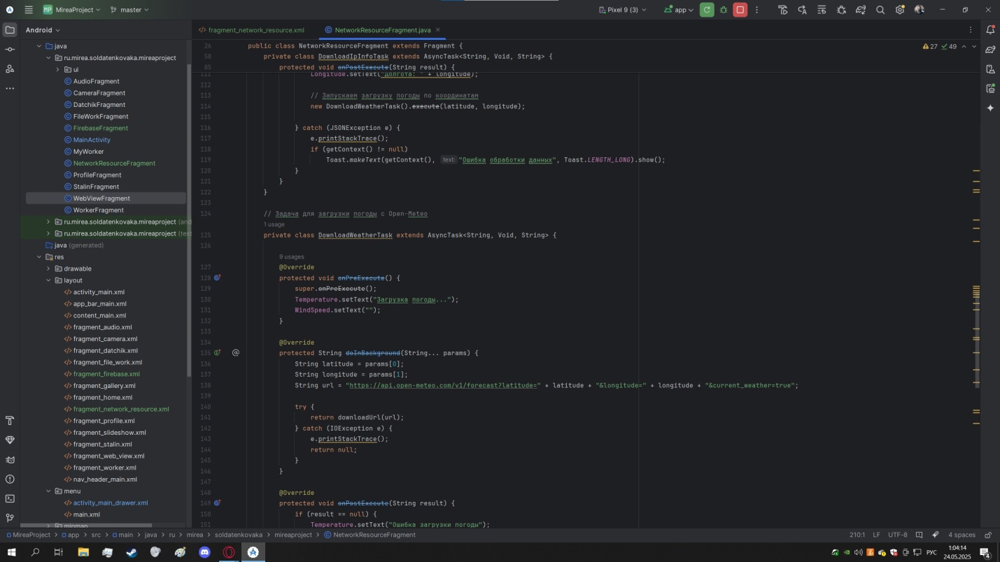 MP MireaProject
master
Pixel 9 (3)
app
Android
fragment_network_resource.xml
NetworkResourceFragment.java
java
ru.mirea.soldatenkovaka.mireaproject
ui
AudioFragment
CameraFragment
DatchikFragment
FileWorkFragment
FirebaseFragment
MainActivity
MyWorker
NetworkResourceFragment
ProfileFragment
StalinFragment
WebViewFragment
WorkerFragment
ru.mirea.soldatenkovaka.mireaproject (and
ru.mirea.soldatenkovaka.mireaproject (test
java (generated)
res
drawable
layout
activity_main.xml
app_bar_main.xml
content_main.xml
fragment_audio.xml
fragment_camera.xml
fragment_datchik.xml
fragment_file_work.xml
fragment_firebase.xml
fragment_gallery.xml
fragment_home.xml
fragment_network_resource.xml
fragment_profile.xml
fragment_slideshow.xml
fragment_stalin.xml
fragment_web_view.xml
fragment_worker.xml
nav_header_main.xml
menu
activity_main_drawer.xml
main.xml
mipmap
27 49
26 public class NetworkResourceFragment extends Fragment {
58 private class DownloadIpInfoTask extends AsyncTask<String, Void, String> {
85 protected void onPostExecute(String result) {
111 Longitude.setText("Долгота: " + longitude);
112
113 // Запускаем загрузку погоды по координатам
114 new DownloadWeatherTask().execute(latitude, longitude);
115
116 } catch (JSONException e) {
117 e.printStackTrace();
118 if (getContext() != null)
119 Toast.makeText(getContext(), text: "Ошибка обработки данных", Toast.LENGTH_LONG).show();
120 }
121 }
122 }
123
124 // Задача для загрузки погоды с Open-Meteo
1 usage
125 private class DownloadWeatherTask extends AsyncTask<String, Void, String> {
126
9 usages
127 @Override
128 protected void onPreExecute() {
129 super.onPreExecute();
130 Temperature.setText("Загрузка погоды...");
131 WindSpeed.setText("");
132 }
133
134 @Override
135 @ protected String doInBackground(String... params) {
136 String latitude = params[0];
137 String longitude = params[1];
138 String url = "https://api.open-meteo.com/v1/forecast?latitude=" + latitude + "&longitude=" + longitude + "&current_weather=true";
139
140 try {
141 return downloadUrl(url);
142 } catch (IOException e) {
143 e.printStackTrace();
144 return null;
145 }
146 }
147
148 @Override
149 protected void onPostExecute(String result) {
150 if (result == null) {
151 Temperature.setText("Ошибка загрузки погоды");
MireaProject > app > src > main > java > ru > mirea > soldatenkovaka > mireaproject > NetworkResourceFragment
210:1 LF UTF-8 4 spaces
РУС
1:04:14
24.05.2025
4